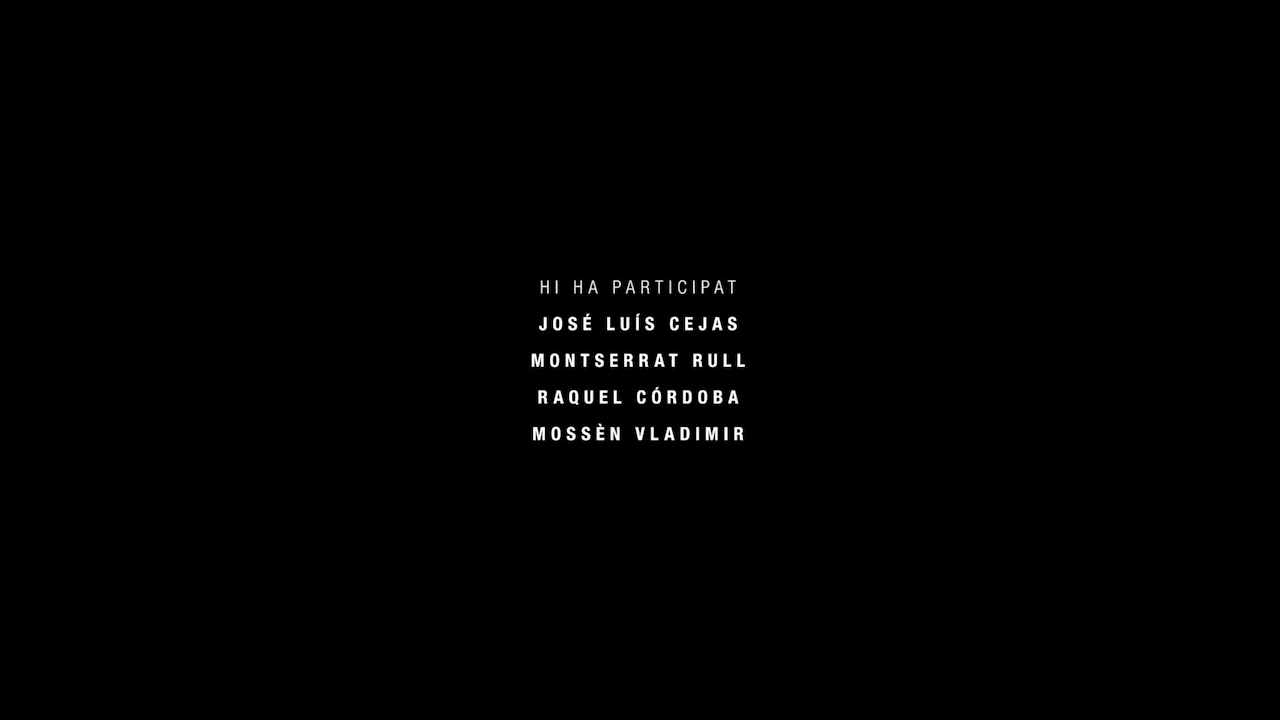 HI HA PARTICIPAT
JOSÉ LUÍS CEJAS
MONTSERRAT RULL
RAQUEL CÓRDOBA
MOSSÈN VLADIMIR